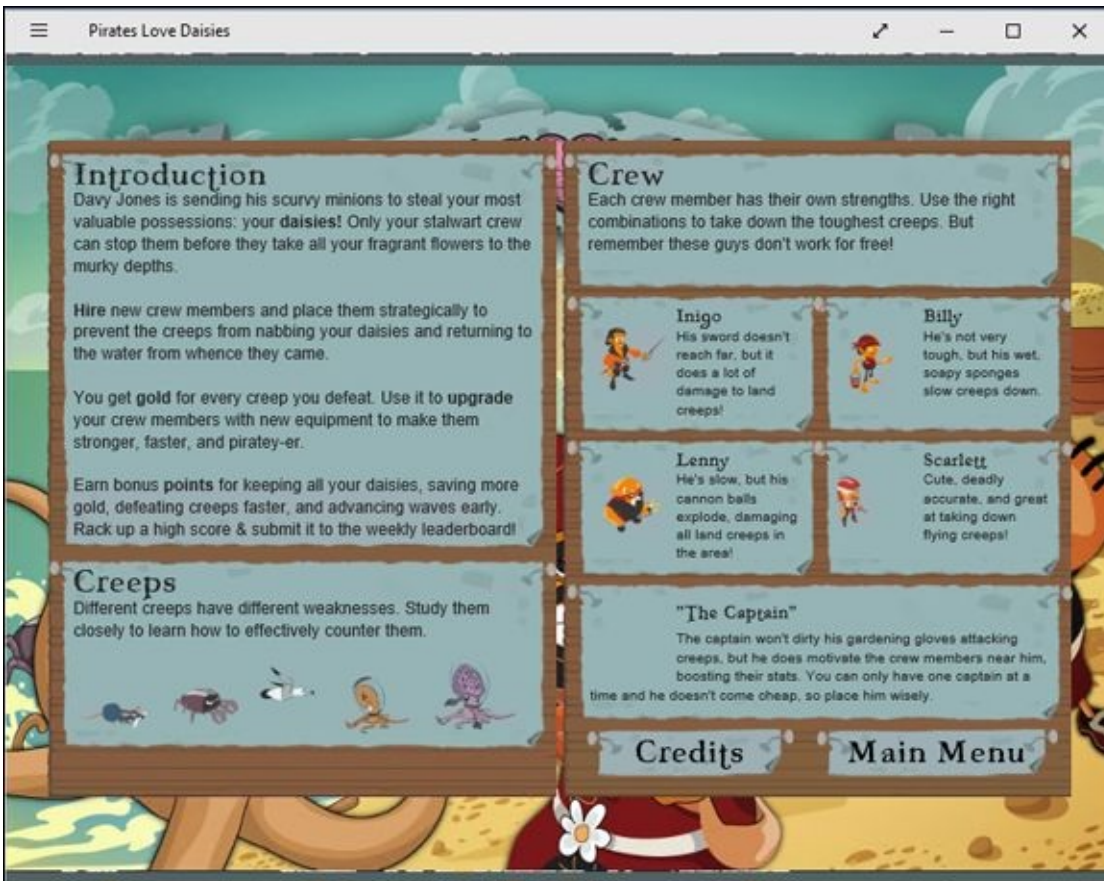 Pirates Love Daisies
Introduction
Davy Jones is sending his scurvy minions to steal your most
valuable possessions: your daisies! Only your stalwart crew
can stop them before they take all your fragrant flowers to the
murky depths.
Hire new crew members and place them strategically to
prevent the creeps from nabbing your daisies and returning to
the water from whence they came.
You get gold for every creep you defeat. Use it to upgrade
your crew members with new equipment to make them
stronger, faster, and piratey-er.
Earn bonus points for keeping all your daisies, saving more
gold, defeating creeps faster, and advancing waves early.
Rack up a high score & submit it to the weekly leaderboard!
Creeps
Different creeps have different weaknesses. Study them
closely to learn how to effectively counter them.
Crew
Each crew member has their own strengths. Use the right
combinations to take down the toughest creeps. But
remember these guys don't work for free!
Inigo
His sword doesn't
reach far, but it
does a lot of
damage to land
creeps!
Billy
He's not very
tough, but his wet,
soapy sponges
slow creeps down.
Lenny
He's slow, but his
cannon balls
explode, damaging
all land creeps in
the area!
Scarlett
Cute, deadly
accurate, and great
at taking down
flying creeps!
"The Captain"
The captain won't dirty his gardening gloves attacking
creeps, but he does motivate the crew members near him,
boosting their stats. You can only have one captain at a
time and he doesn't come cheap, so place him wisely.
Credits
Main Menu